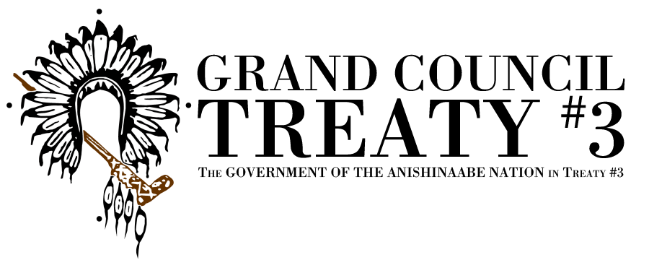 GRAND COUNCIL
TREATY #3
The GOVERNMENT OF THE ANISHINAABE NATION in Treaty #3